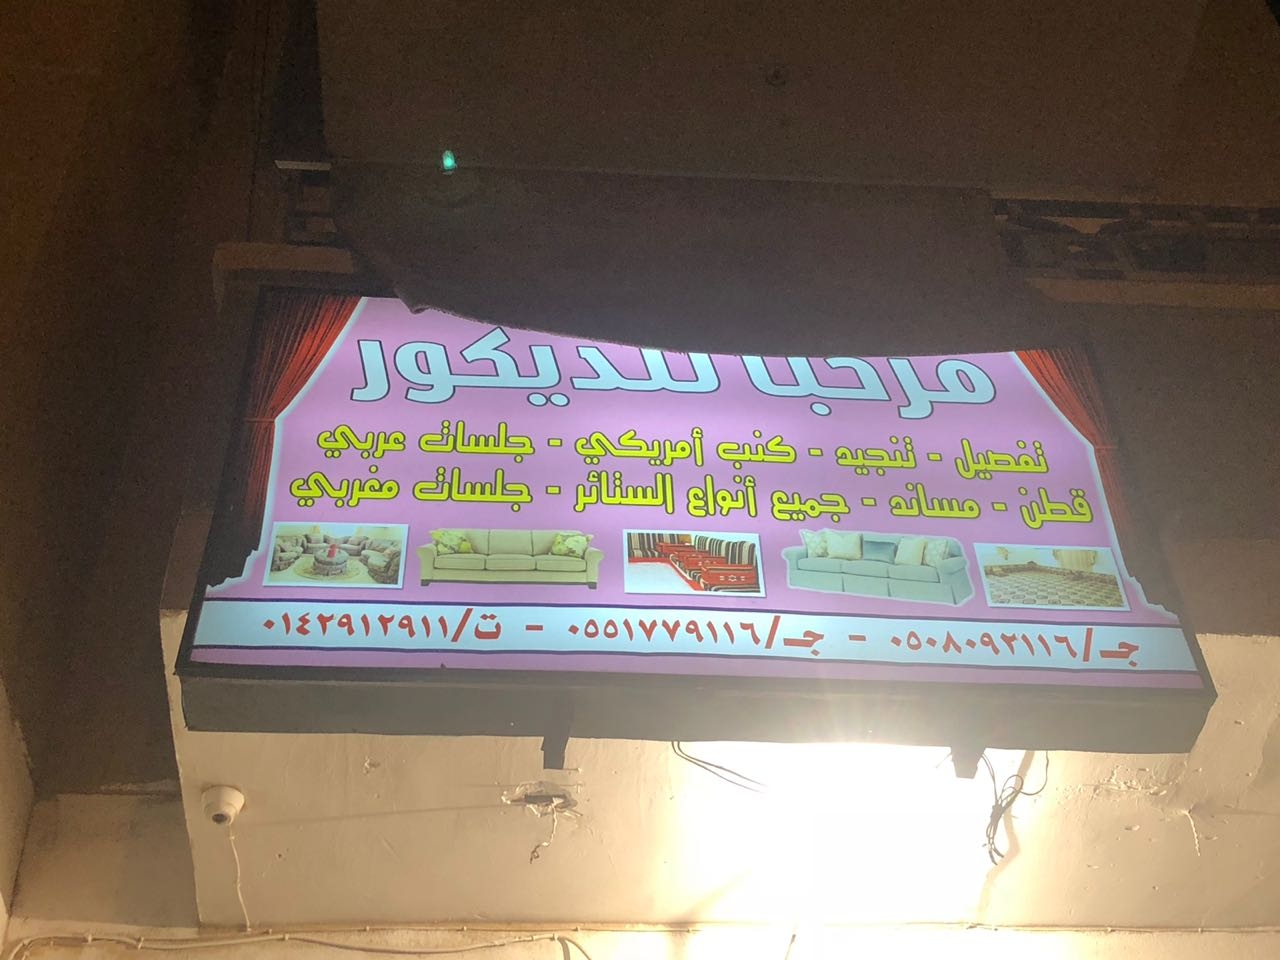 مرحبا للديكور
تفصيل - تنجيد - كنب أمريكي - جلسات عربي
قطن - مساند - جميع أنواع الستائر - جلسات مغربي
جـ/٠٥٠٨٠٩٢١١٦ - جـ/٠٥٥١٧٧٩١١٦ - ت/٠١٤٢٩١٢٩١١